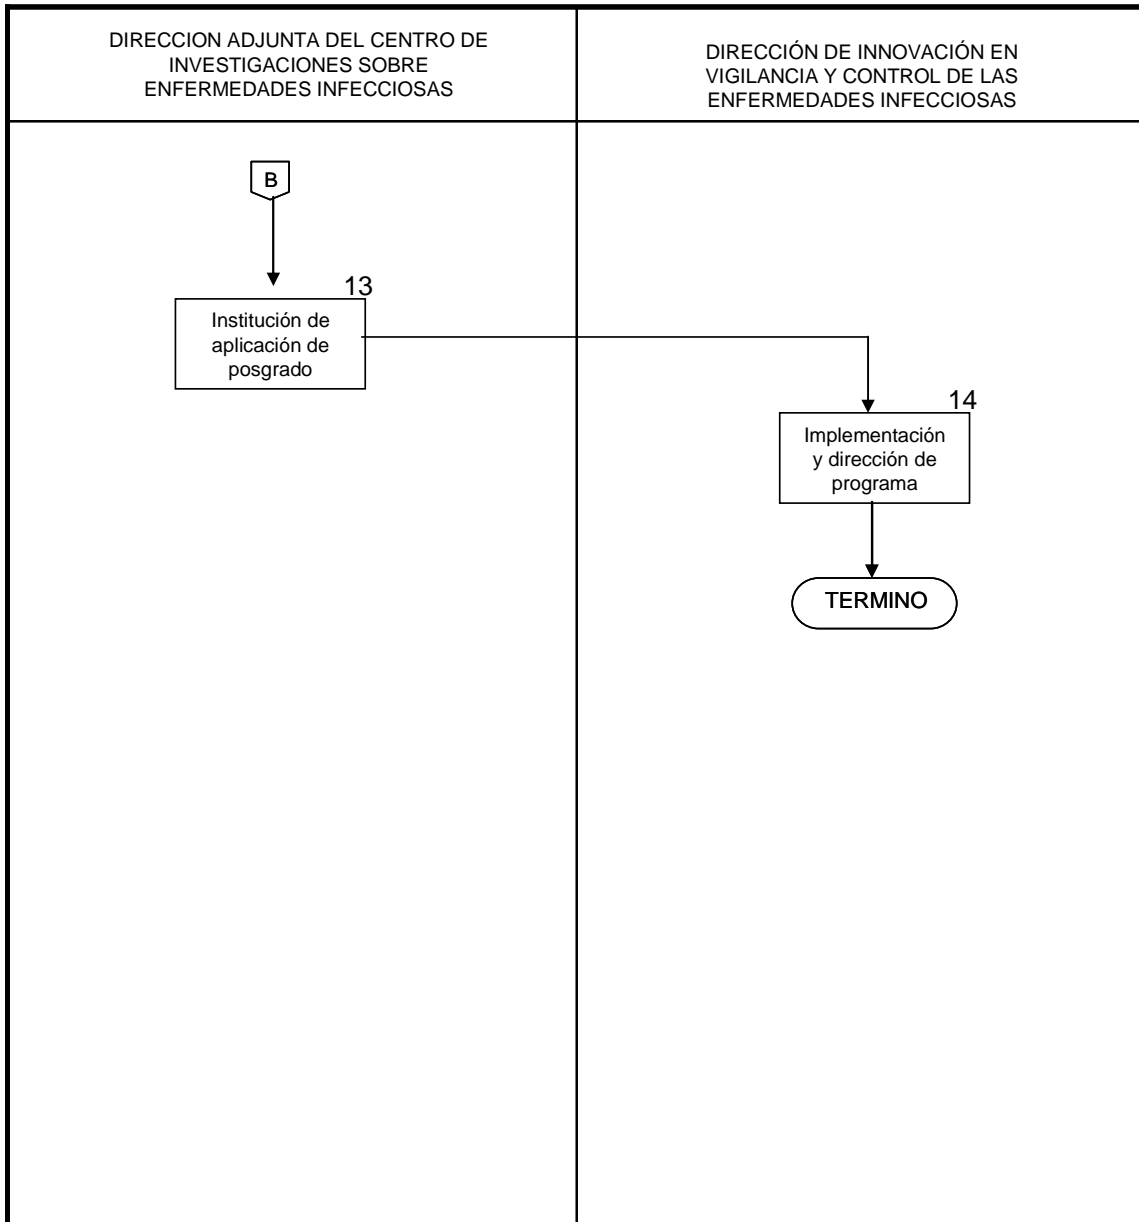 DIRECCION ADJUNTA DEL CENTRO DE
INVESTIGACIONES SOBRE
ENFERMEDADES INFECCIOSAS
DIRECCIÓN DE INNOVACIÓN EN
VIGILANCIA Y CONTROL DE LAS
ENFERMEDADES INFECCIOSAS
B
13
Institución de
aplicación de
posgrado
14
Implementación
y dirección de
programa
TERMINO